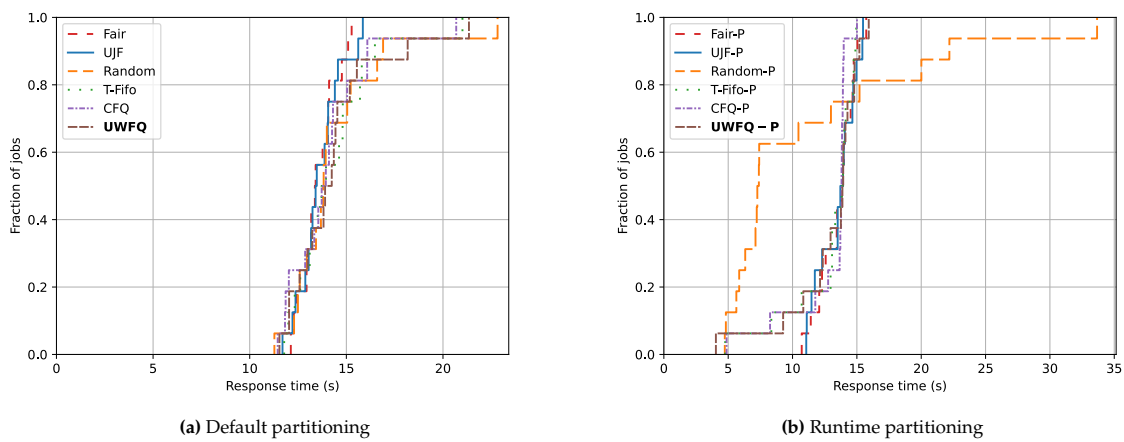 Fraction of jobs
1.0
0.8
0.6
0.4
0.2
0.0
Fair
UJF
Random
T-Fifo
CFQ
UWFQ
0 5 10 15 20
Response time (s)
(a) Default partitioning
Fraction of jobs
1.0
0.8
0.6
0.4
0.2
0.0
Fair-P
UJF-P
Random-P
T-Fifo-P
CFQ-P
UWFQ – P
0 5 10 15 20 25 30 35
Response time (s)
(b) Runtime partitioning